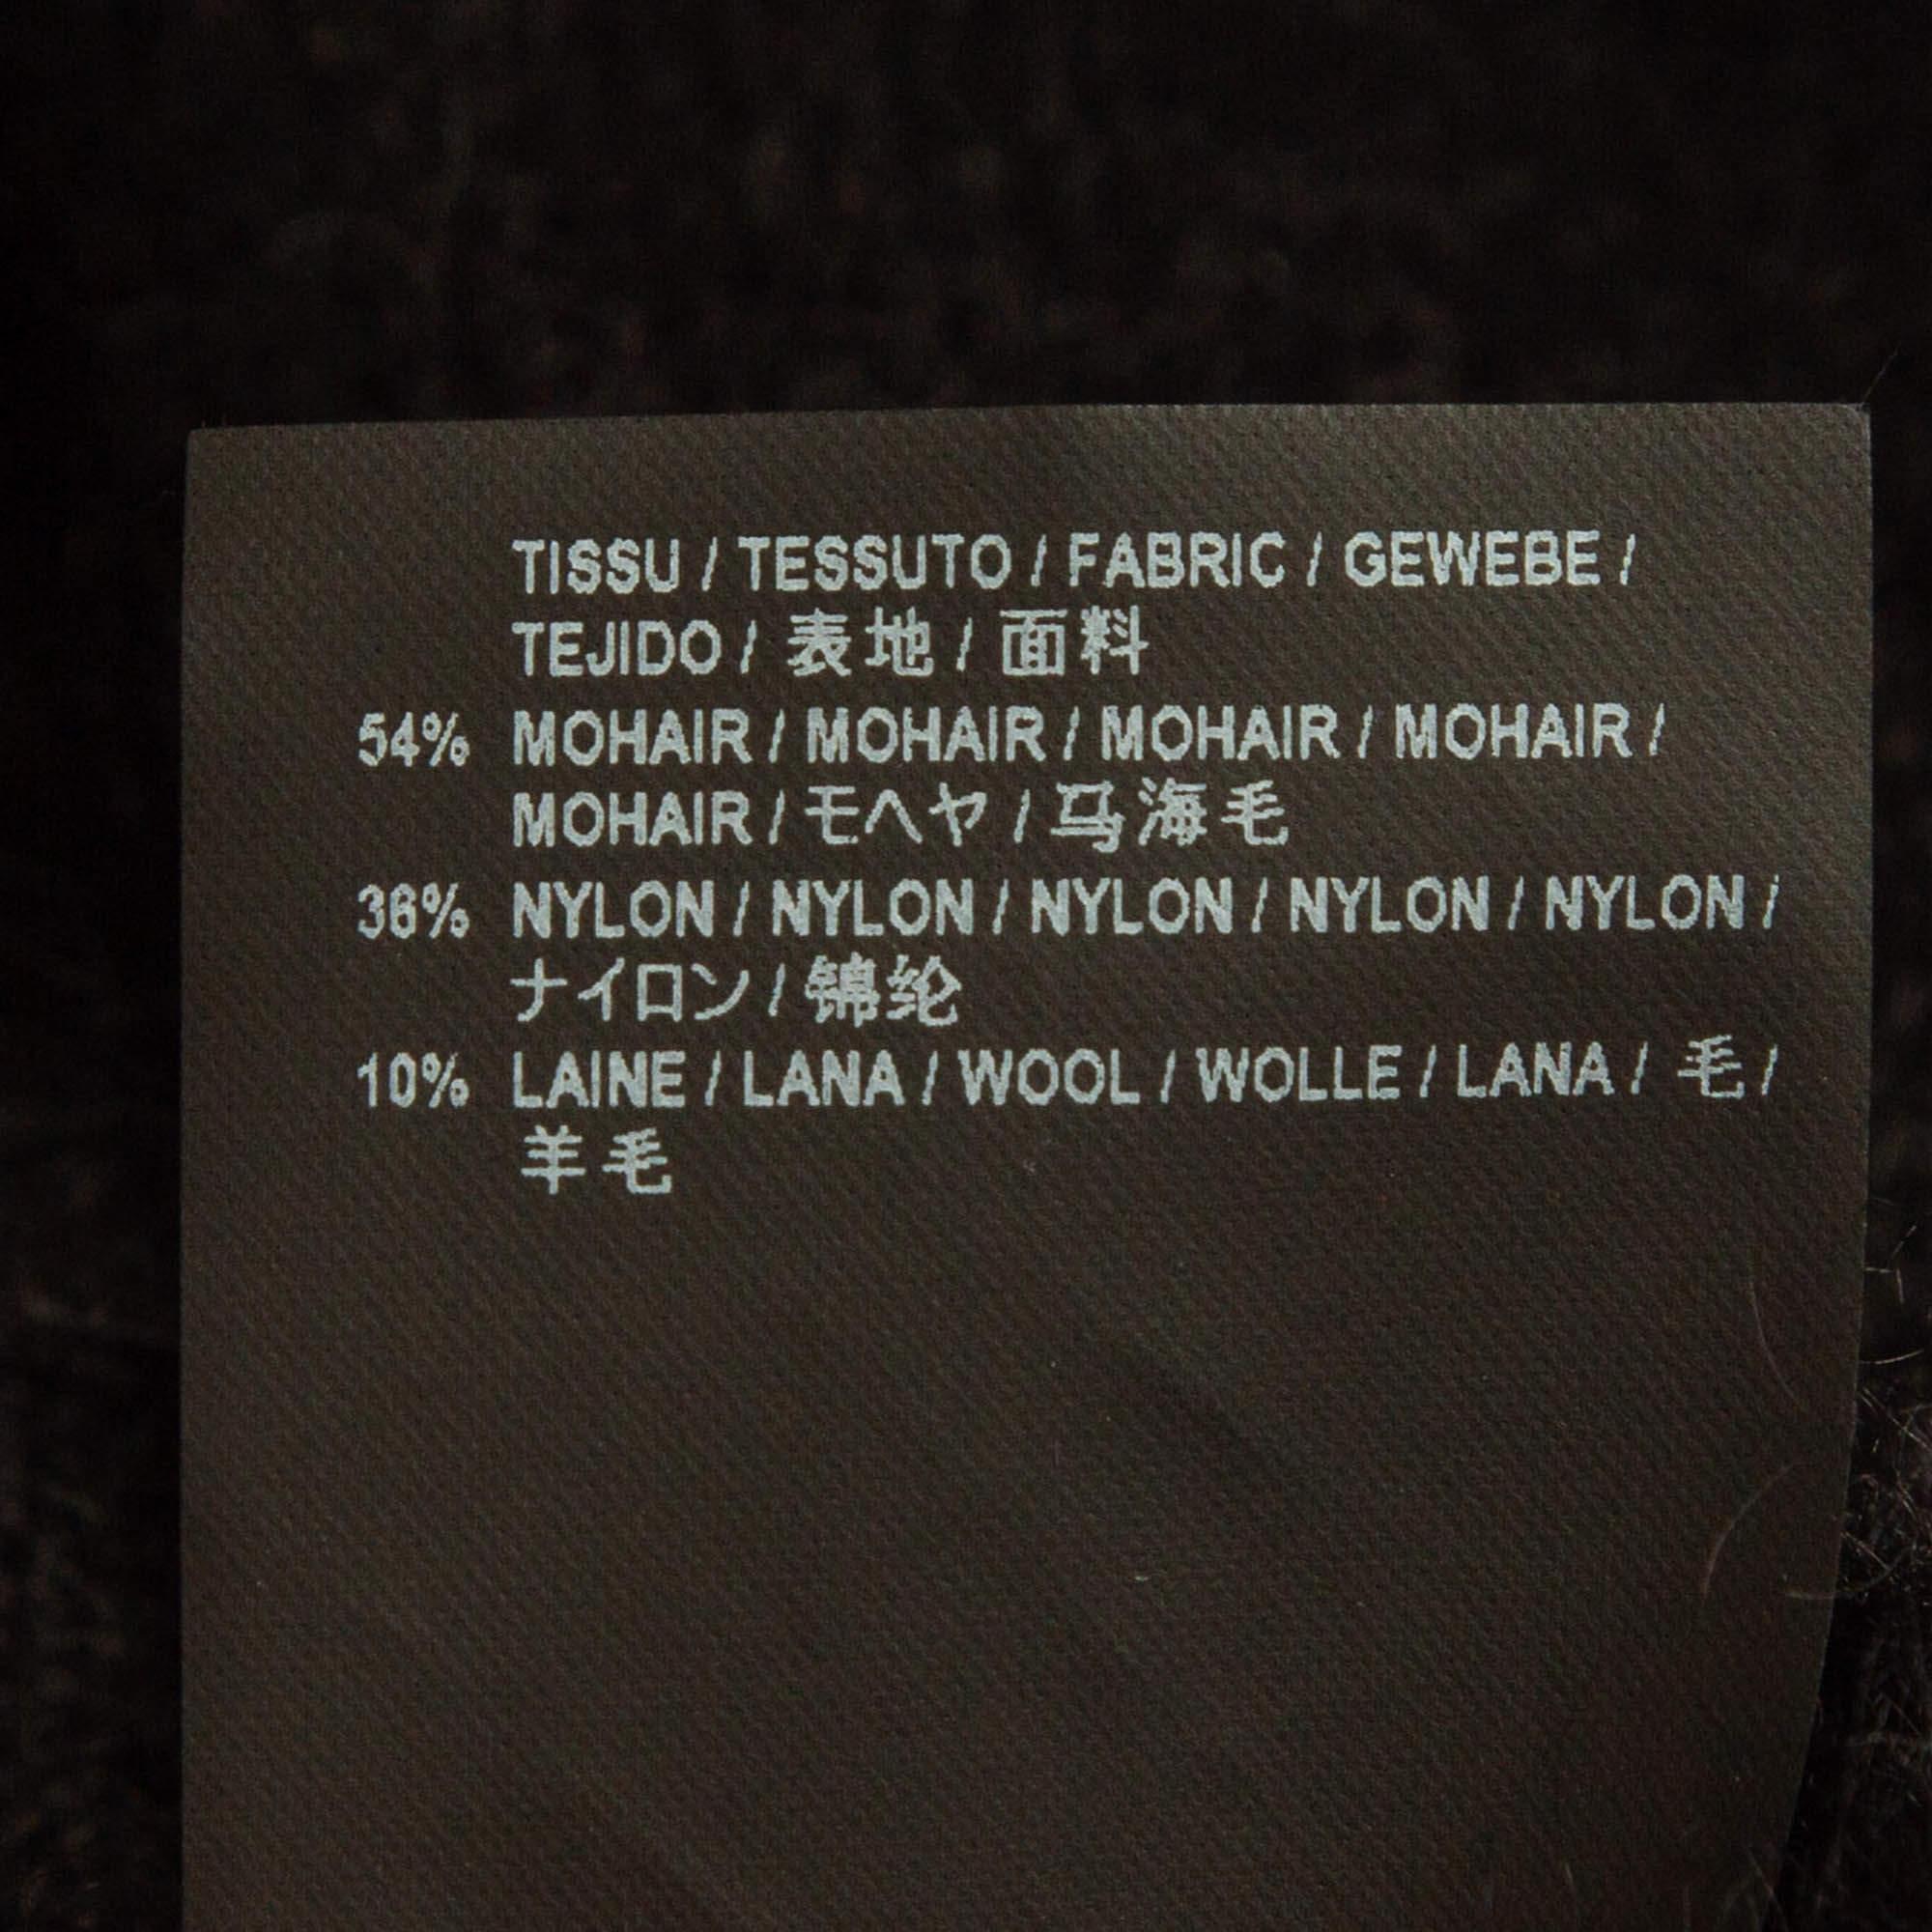 TISSU / TESSUTO / FABRIC / GEWEBE /
TEJIDO / 表地 / 面料
54% MOHAIR / MOHAIR / MOHAIR / MOHAIR /
MOHAIR / モヘヤ / 马海毛
36% NYLON / NYLON / NYLON / NYLON / NYLON /
ナイロン / 锦纶
10% LAINE / LANA / WOOL / WOLLE / LANA / 毛 /
羊毛